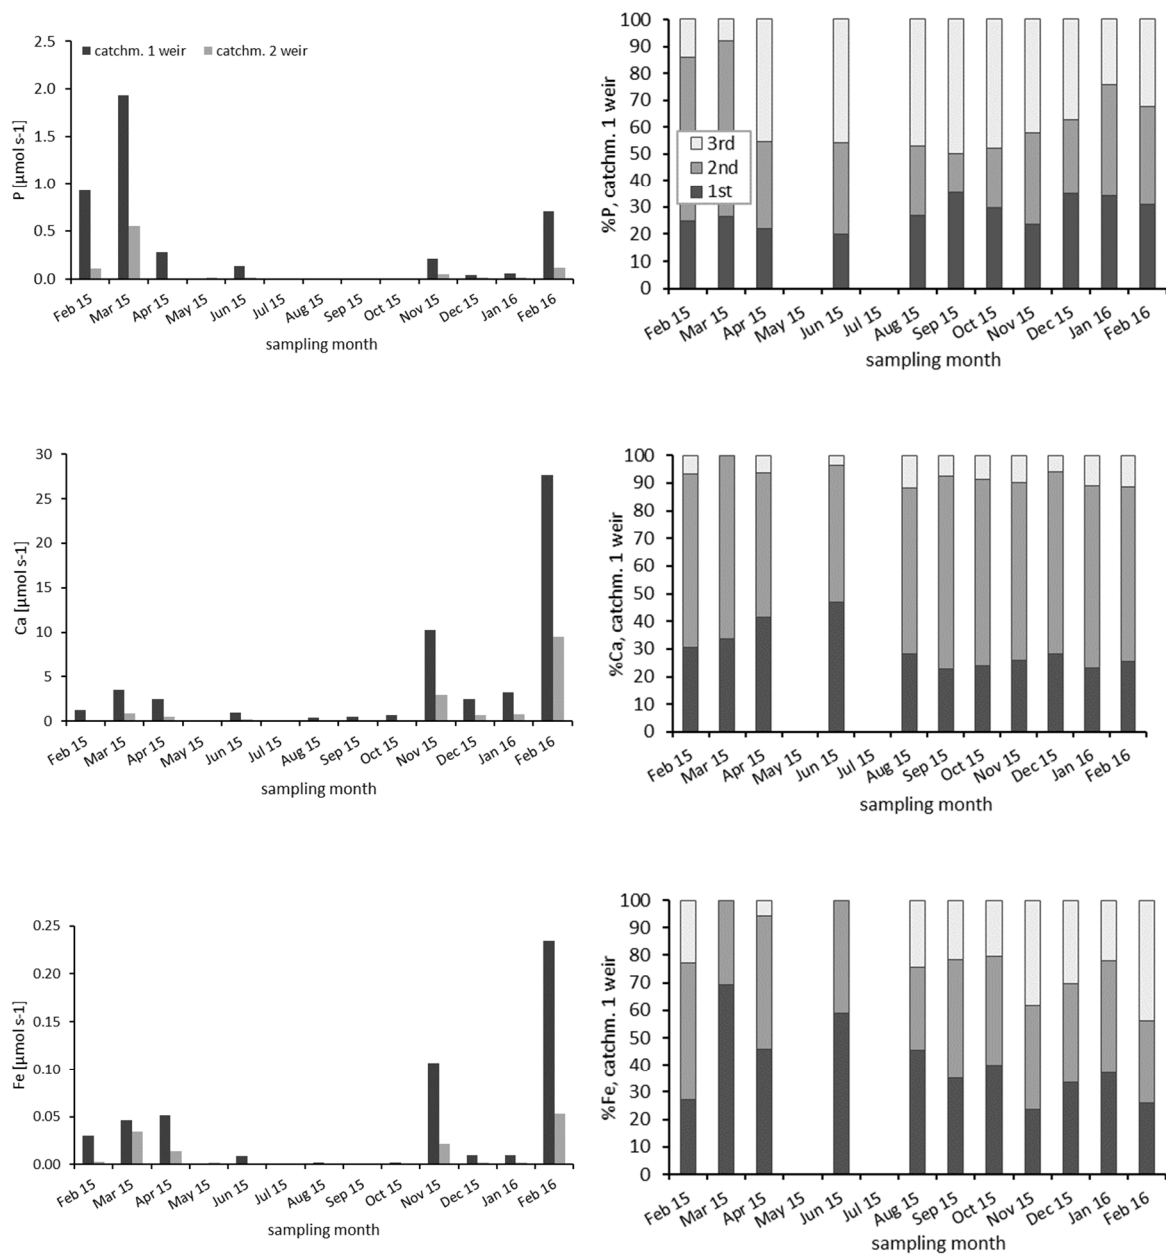 2.5
2.0
1.5
1.0
0.5
0.0
P [µmol s-1]
catchm. 1 weir
catchm. 2 weir
Feb 15
Mar 15
Apr 15
May 15
Jun 15
Jul 15
Aug 15
Sep 15
Oct 15
Nov 15
Dec 15
Jan 16
Feb 16
sampling month
100
90
80
70
60
50
40
30
20
10
0
%P, catchm. 1 weir
3rd
2nd
1st
Feb 15
Mar 15
Apr 15
May 15
Jun 15
Jul 15
Aug 15
Sep 15
Oct 15
Nov 15
Dec 15
Jan 16
Feb 16
sampling month
30
25
20
15
10
5
0
Ca [µmol s-1]
Feb 15
Mar 15
Apr 15
May 15
Jun 15
Jul 15
Aug 15
Sep 15
Oct 15
Nov 15
Dec 15
Jan 16
Feb 16
sampling month
100
90
80
70
60
50
40
30
20
10
0
%Ca, catchm. 1 weir
Feb 15
Mar 15
Apr 15
May 15
Jun 15
Jul 15
Aug 15
Sep 15
Oct 15
Nov 15
Dec 15
Jan 16
Feb 16
sampling month
0.25
0.20
0.15
0.10
0.05
0.00
Fe [µmol s-1]
Feb 15
Mar 15
Apr 15
May 15
Jun 15
Jul 15
Aug 15
Sep 15
Oct 15
Nov 15
Dec 15
Jan 16
Feb 16
sampling month
100
90
80
70
60
50
40
30
20
10
0
%Fe, catchm. 1 weir
Feb 15
Mar 15
Apr 15
May 15
Jun 15
Jul 15
Aug 15
Sep 15
Oct 15
Nov 15
Dec 15
Jan 16
Feb 16
sampling month